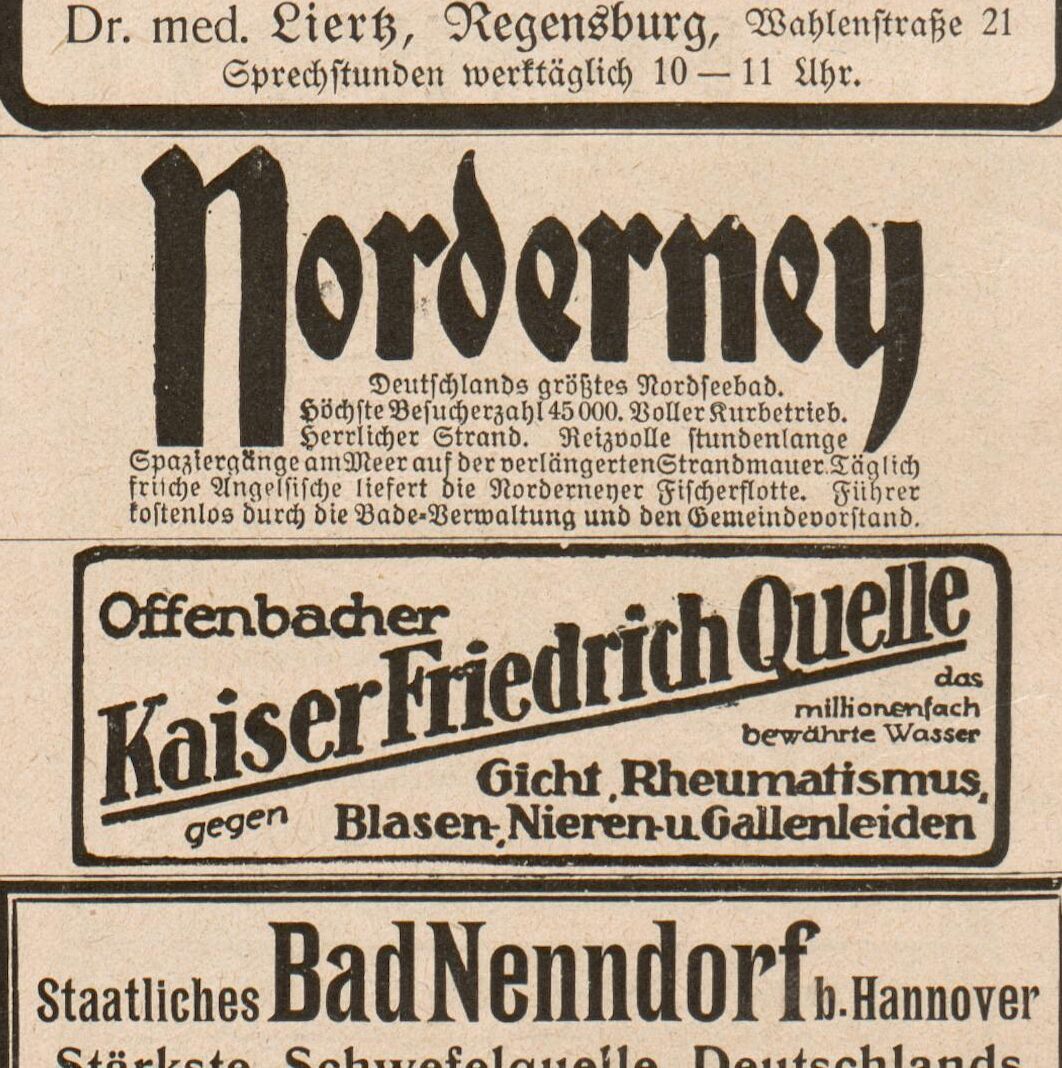 Dr. med. Liertz, Regensburg, Wahlenstraße 21
Sprechstunden werktäglich 10 — 11 Uhr.
Norderney
Deutschlands größtes Nordseebad.
Höchste Besucherzahl 45 000. Voller Kurbetrieb.
Herrlicher Strand. Reizvolle stundenlange
Spaziergänge am Meer auf der verlängerten Strandmauer. Täglich
frische Angelfische liefert die Norderneyer Fischerflotte. Führer
kostenlos durch die Bade-Verwaltung und den Gemeindevorstand.
Offenbacher
Kaiser Friedrich Quelle
das
millionenfach
bewährte Wasser
gegen
Gicht, Rheumatismus,
Blasen-, Nieren- u. Gallenleiden
Staatliches Bad Nenndorf b. Hannover
Stärkste Schwefelquelle Deutschlands